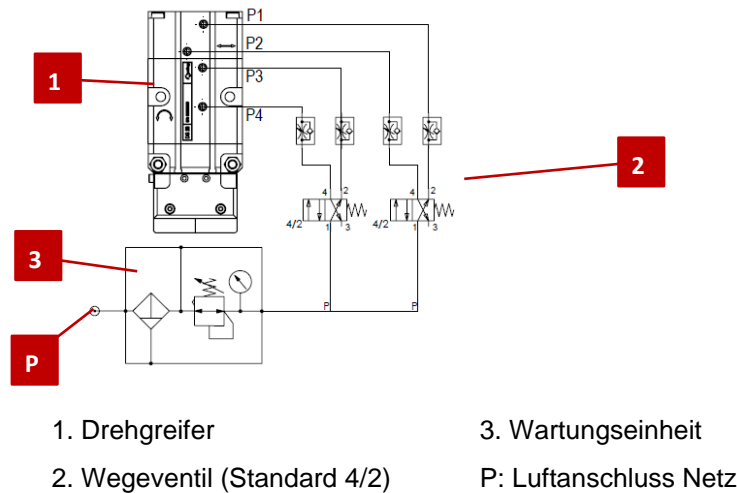 P1
P2
1
P3
P4
2
4 2 4 2
4/2 4/2
1 3 1 3
3
P P
P
1. Drehgreifer
3. Wartungseinheit
2. Wegeventil (Standard 4/2)
P: Luftanschluss Netz